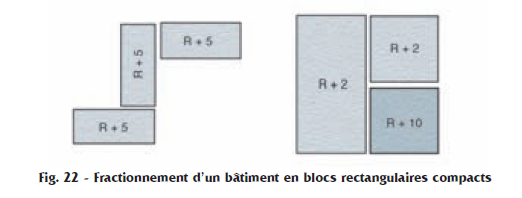 R + 5
R + 5
R + 5
R + 2
R + 2
R + 10
Fig. 22 - Fractionnement d'un bâtiment en blocs rectangulaires compacts